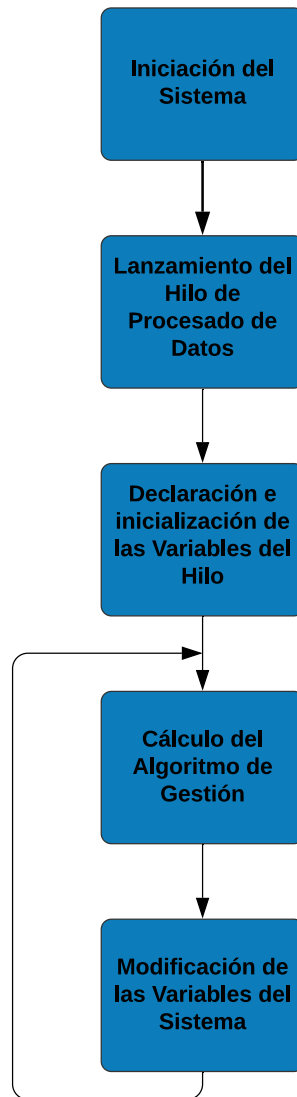 Iniciación del
Sistema
Lanzamiento del
Hilo de
Procesado de
Datos
Declaración e
inicialización de
las Variables del
Hilo
Cálculo del
Algoritmo de
Gestión
Modificación de
las Variables del
Sistema